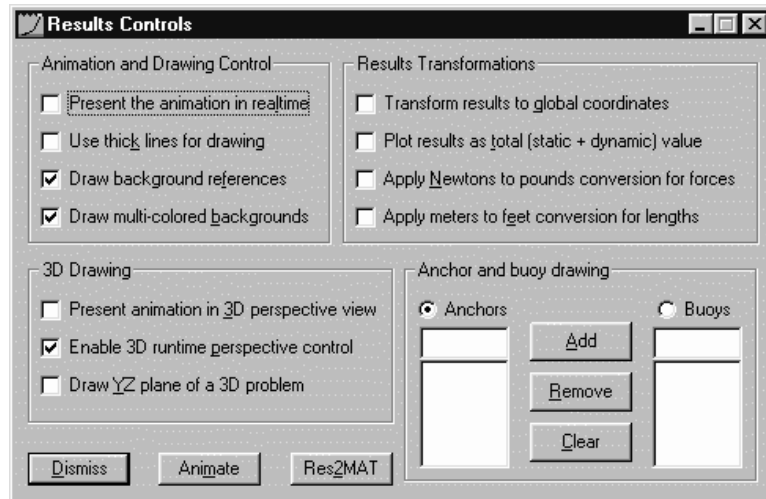 Results Controls
Animation and Drawing Control
Present the animation in realtime
Use thick lines for drawing
Draw background references
Draw multi-colored backgrounds
Results Transformations
Transform results to global coordinates
Plot results as total (static + dynamic) value
Apply Newtons to pounds conversion for forces
Apply meters to feet conversion for lengths
3D Drawing
Present animation in 3D perspective view
Enable 3D runtime perspective control
Draw YZ plane of a 3D problem
Anchor and buoy drawing
Anchors
Buoys
Add
Remove
Clear
Dismiss
Animate
Res2MAT